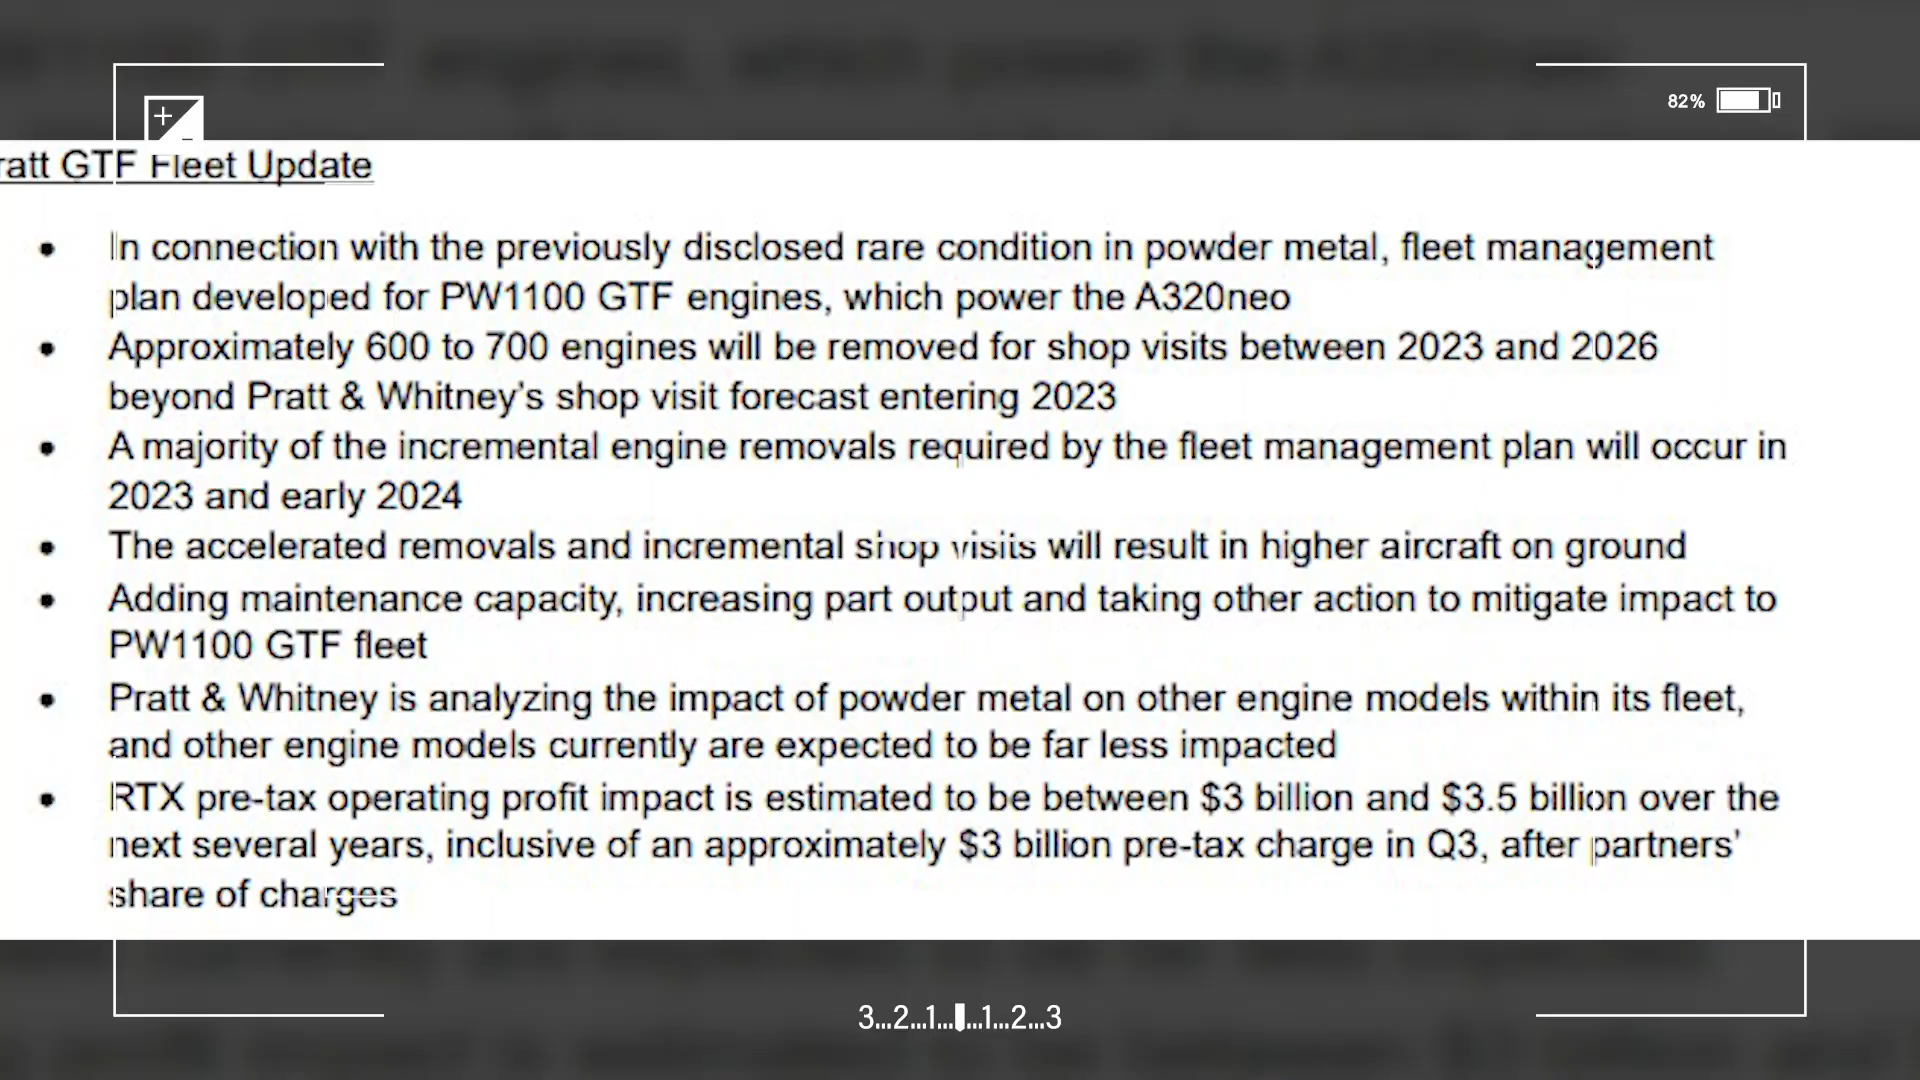 82%
ratt GTF Fleet Update
• In connection with the previously disclosed rare condition in powder metal, fleet management
plan developed for PW1100 GTF engines, which power the A320neo
• Approximately 600 to 700 engines will be removed for shop visits between 2023 and 2026
beyond Pratt & Whitney's shop visit forecast entering 2023
• A majority of the incremental engine removals required by the fleet management plan will occur in
2023 and early 2024
• The accelerated removals and incremental shop visits will result in higher aircraft on ground
• Adding maintenance capacity, increasing part output and taking other action to mitigate impact to
PW1100 GTF fleet
• Pratt & Whitney is analyzing the impact of powder metal on other engine models within its fleet,
and other engine models currently are expected to be far less impacted
• RTX pre-tax operating profit impact is estimated to be between $3 billion and $3.5 billion over the
next several years, inclusive of an approximately $3 billion pre-tax charge in Q3, after partners'
share of charges
3...2...1...▮...1...2...3